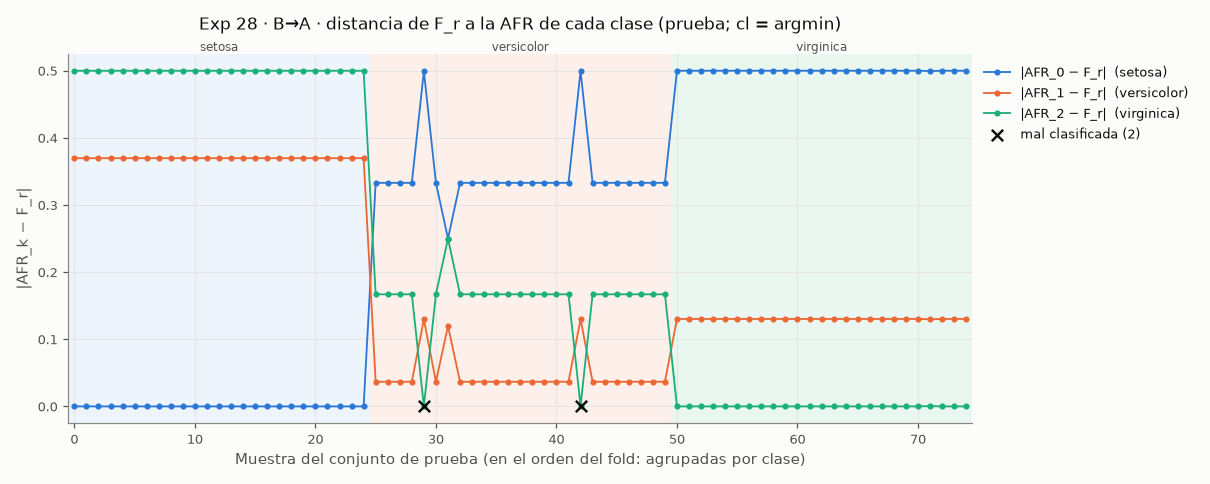 Exp 28 · B→A · distancia de F_r a la AFR de cada clase (prueba; cl = argmin)
setosa versicolor virginica
|AFR_0 − F_r| (setosa)
|AFR_1 − F_r| (versicolor)
|AFR_2 − F_r| (virginica)
mal clasificada (2)
|AFR_k − F_r|
0.5
0.4
0.3
0.2
0.1
0.0
0 10 20 30 40 50 60 70
Muestra del conjunto de prueba (en el orden del fold: agrupadas por clase)